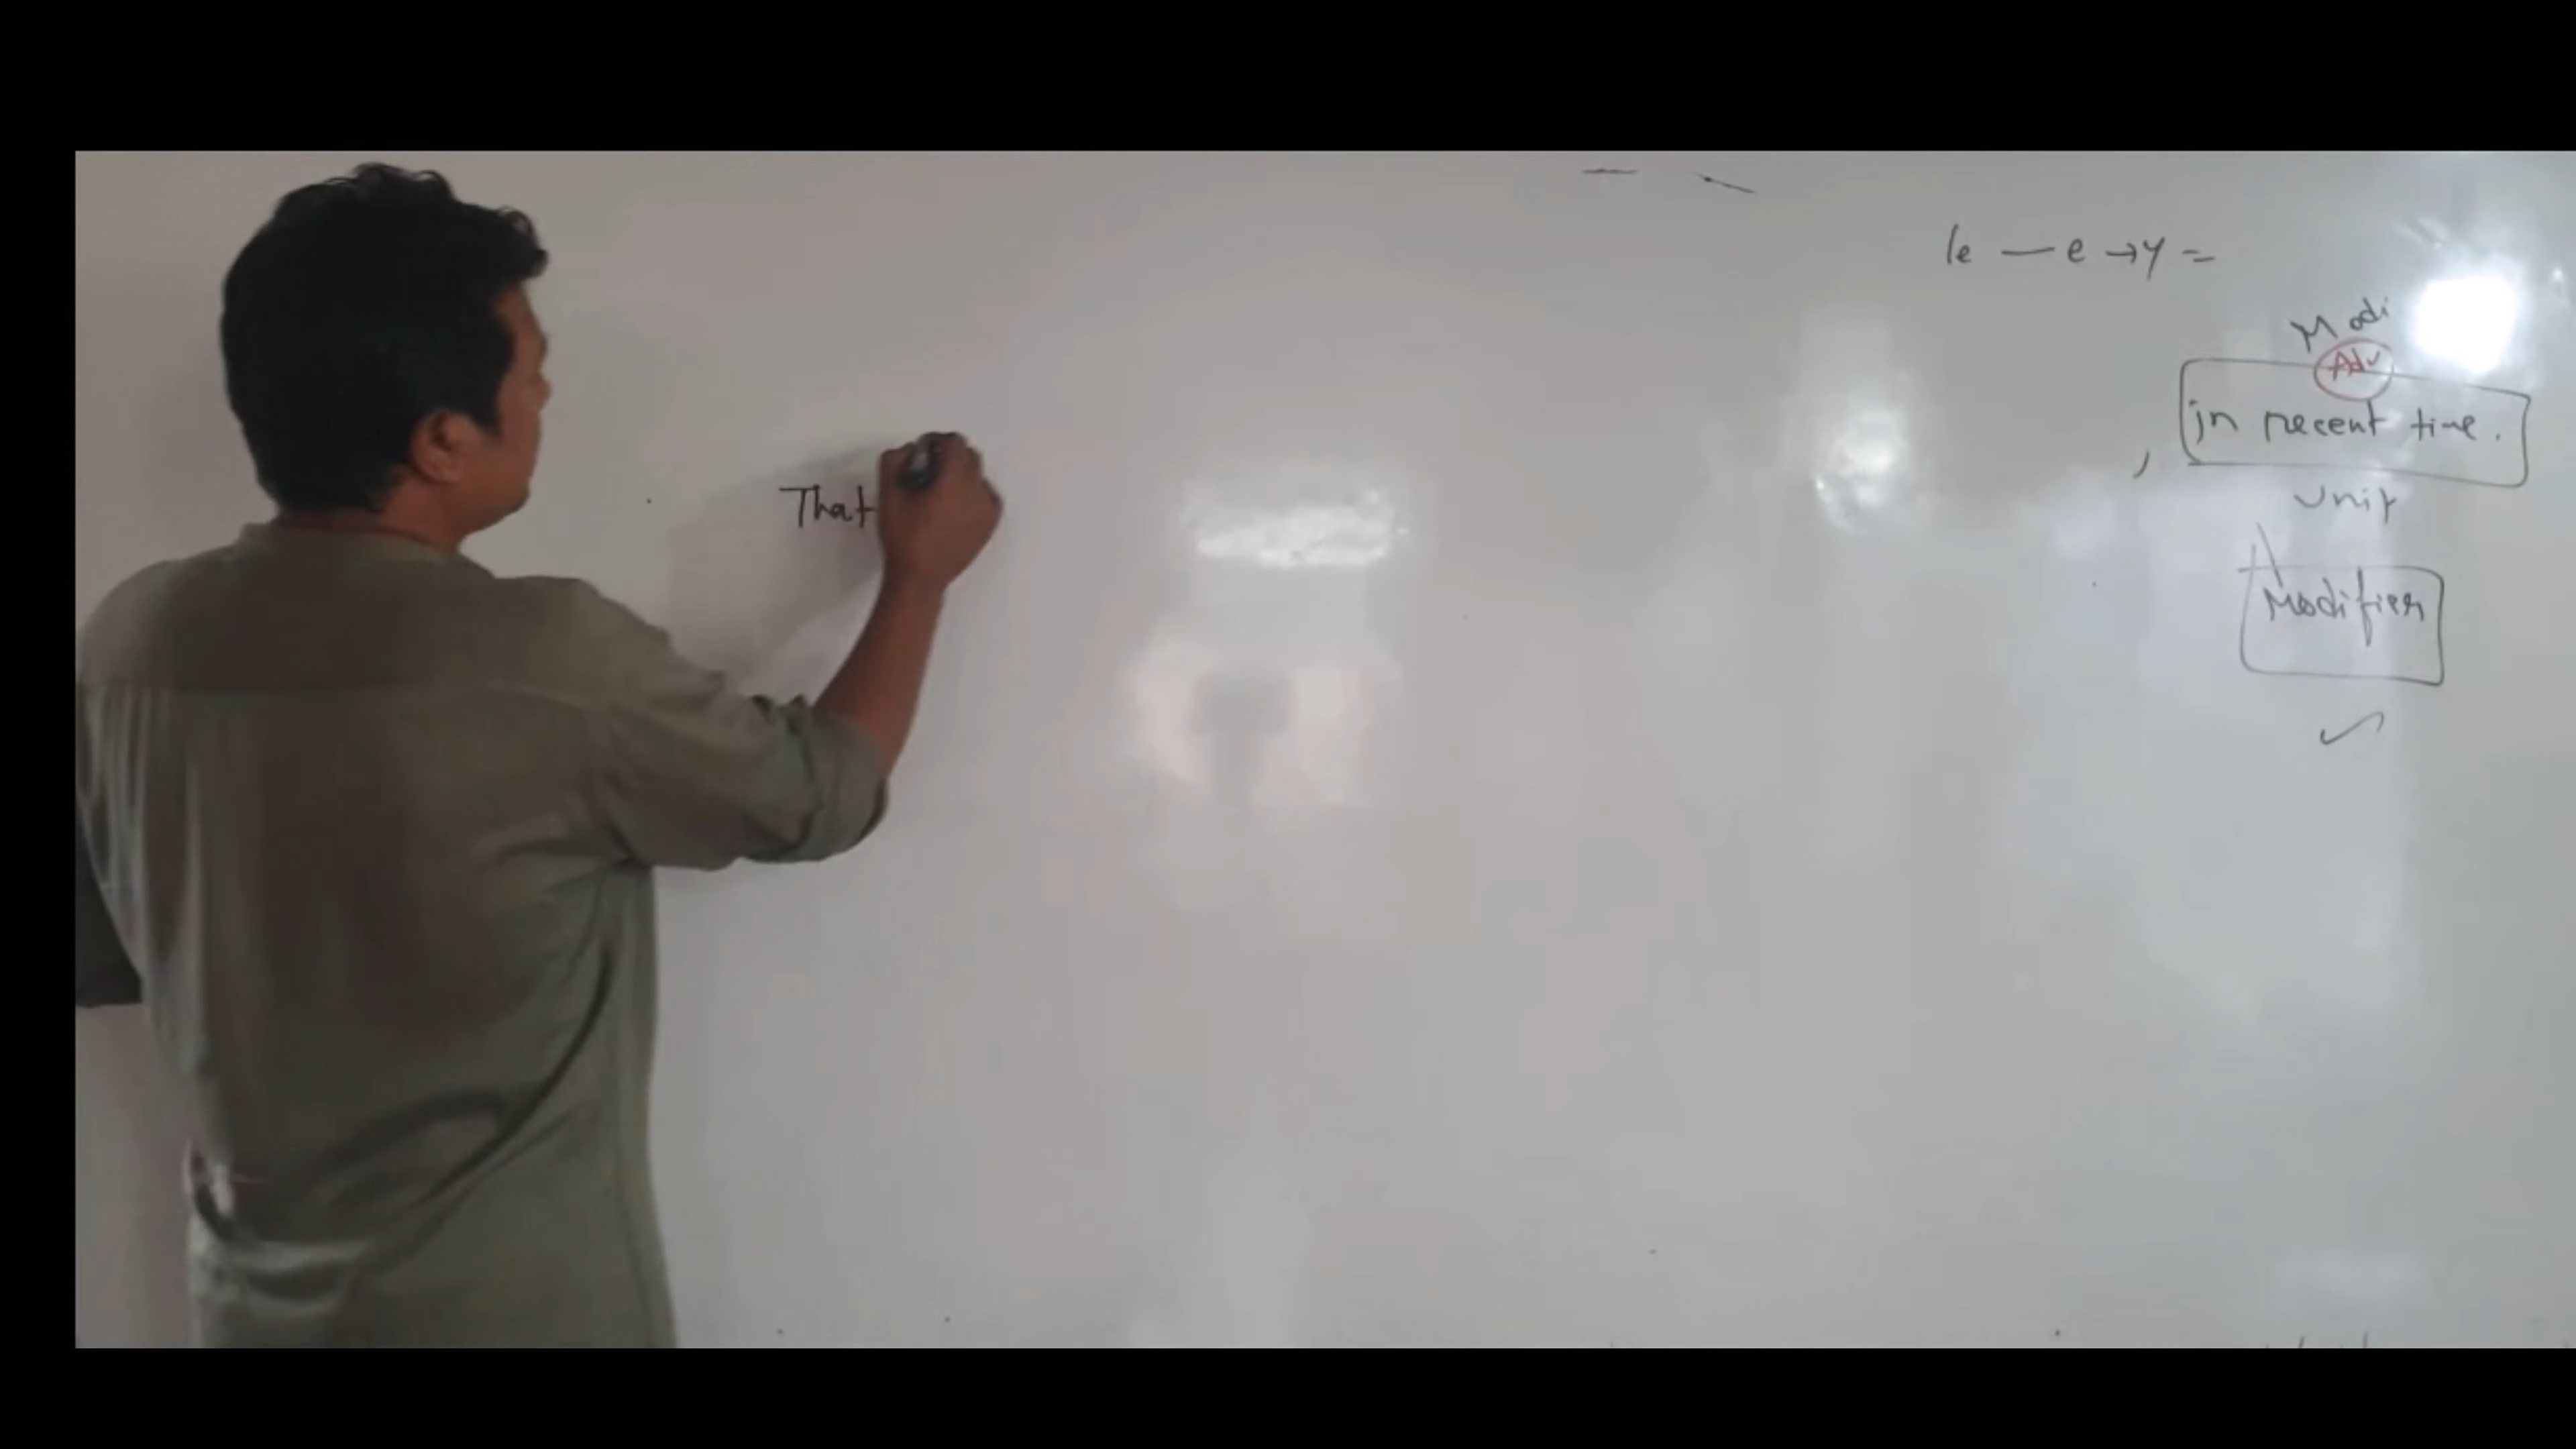 le — e → y =
Modi
Adv
in recent time.
,
Unit
Modifier
That